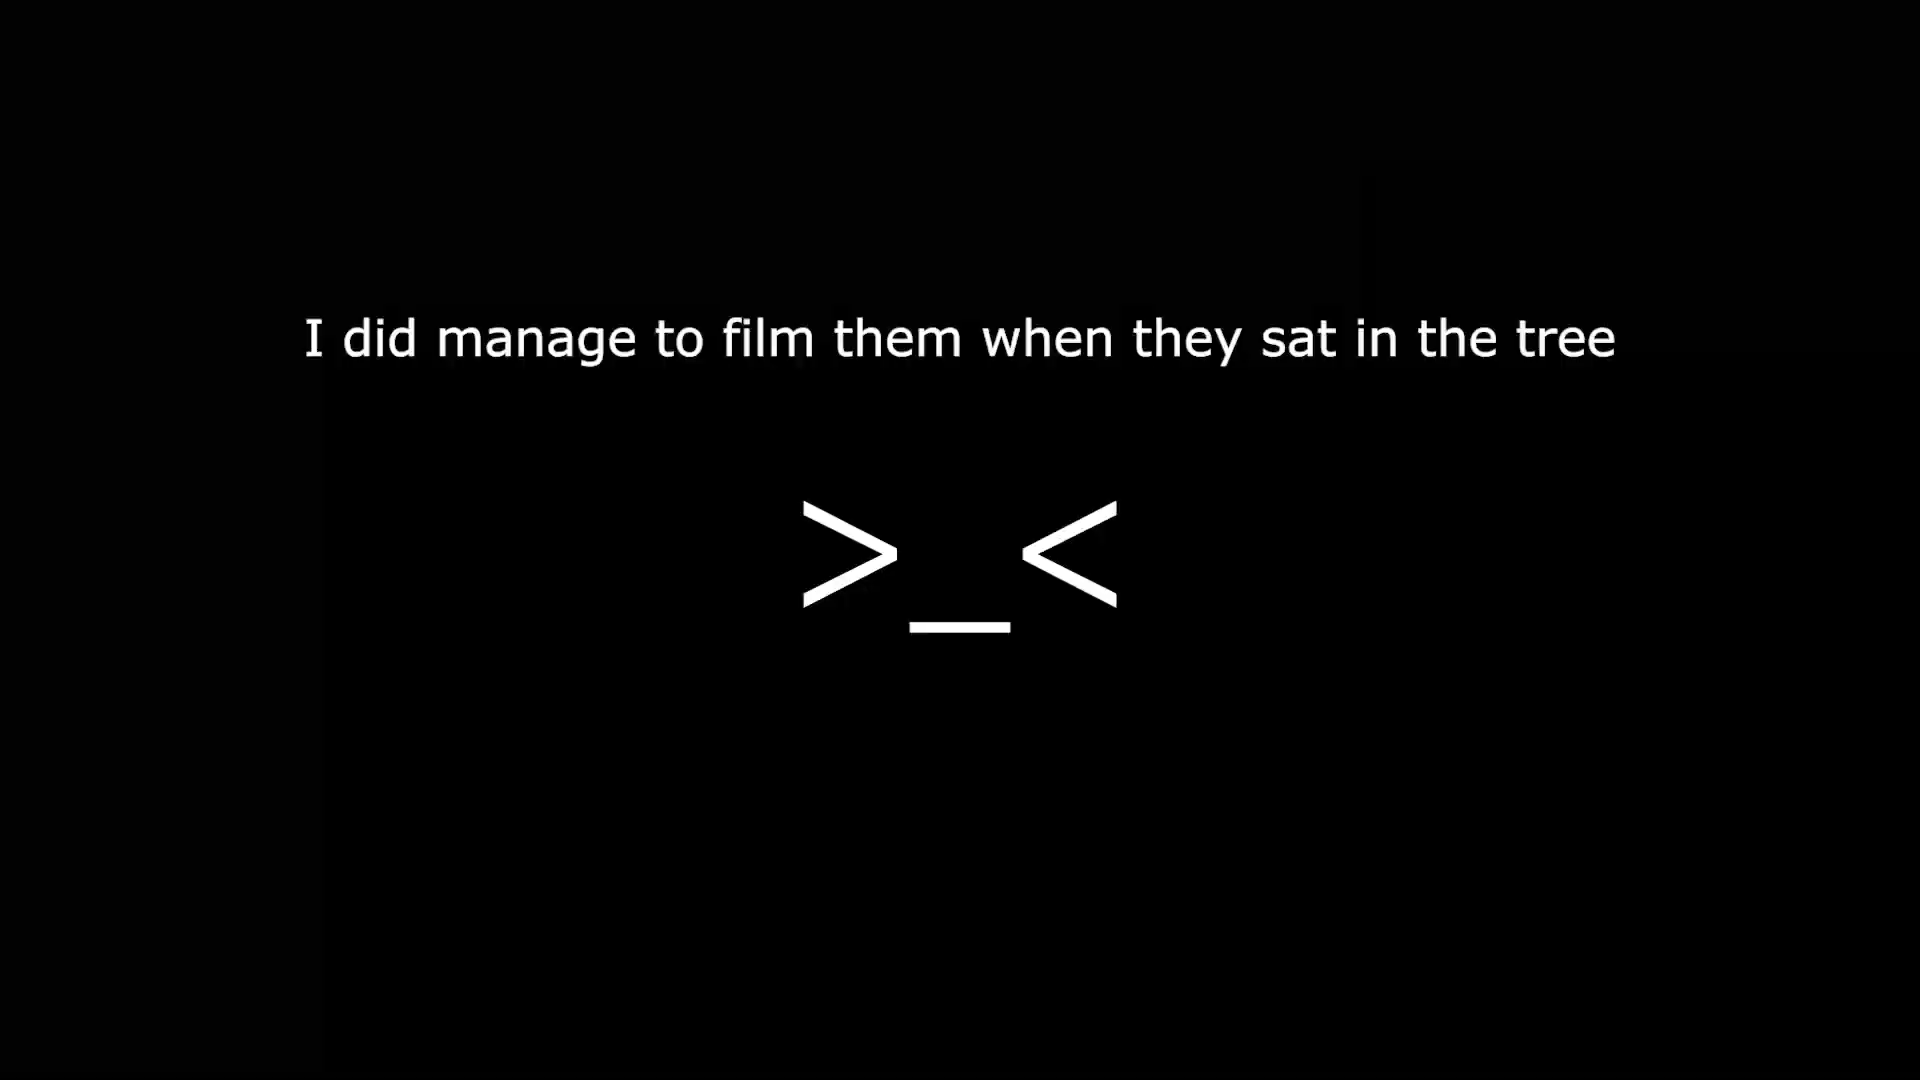 I did manage to film them when they sat in the tree
>_<